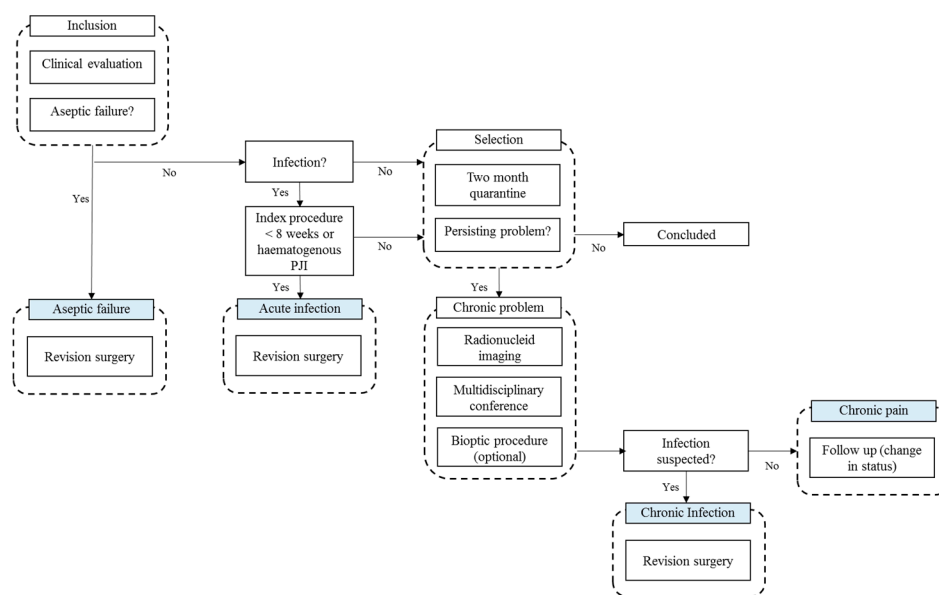 Inclusion
Clinical evaluation
Aseptic failure?
Yes
No
Infection?
No
Yes
Index procedure
< 8 weeks or
haematogenous
PJI
No
Yes
Selection
Two month
quarantine
Persisting problem?
No
Concluded
Yes
Aseptic failure
Revision surgery
Acute infection
Revision surgery
Chronic problem
Radionucleid
imaging
Multidisciplinary
conference
Bioptic procedure
(optional)
Infection
suspected?
No
Yes
Chronic pain
Follow up (change
in status)
Chronic Infection
Revision surgery